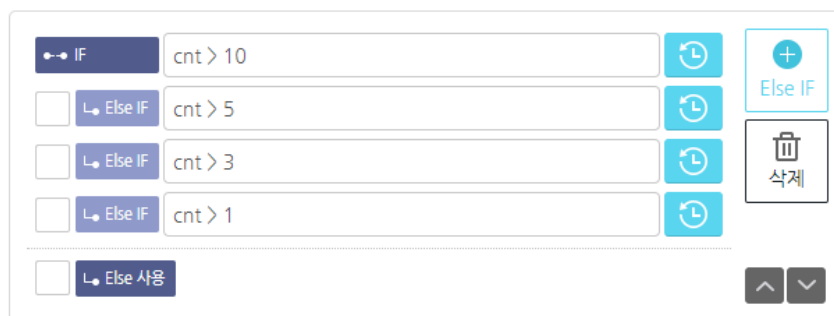 IF cnt > 10
Else IF
Else IF cnt > 5
삭제
Else IF cnt > 3
Else IF cnt > 1
Else 사용